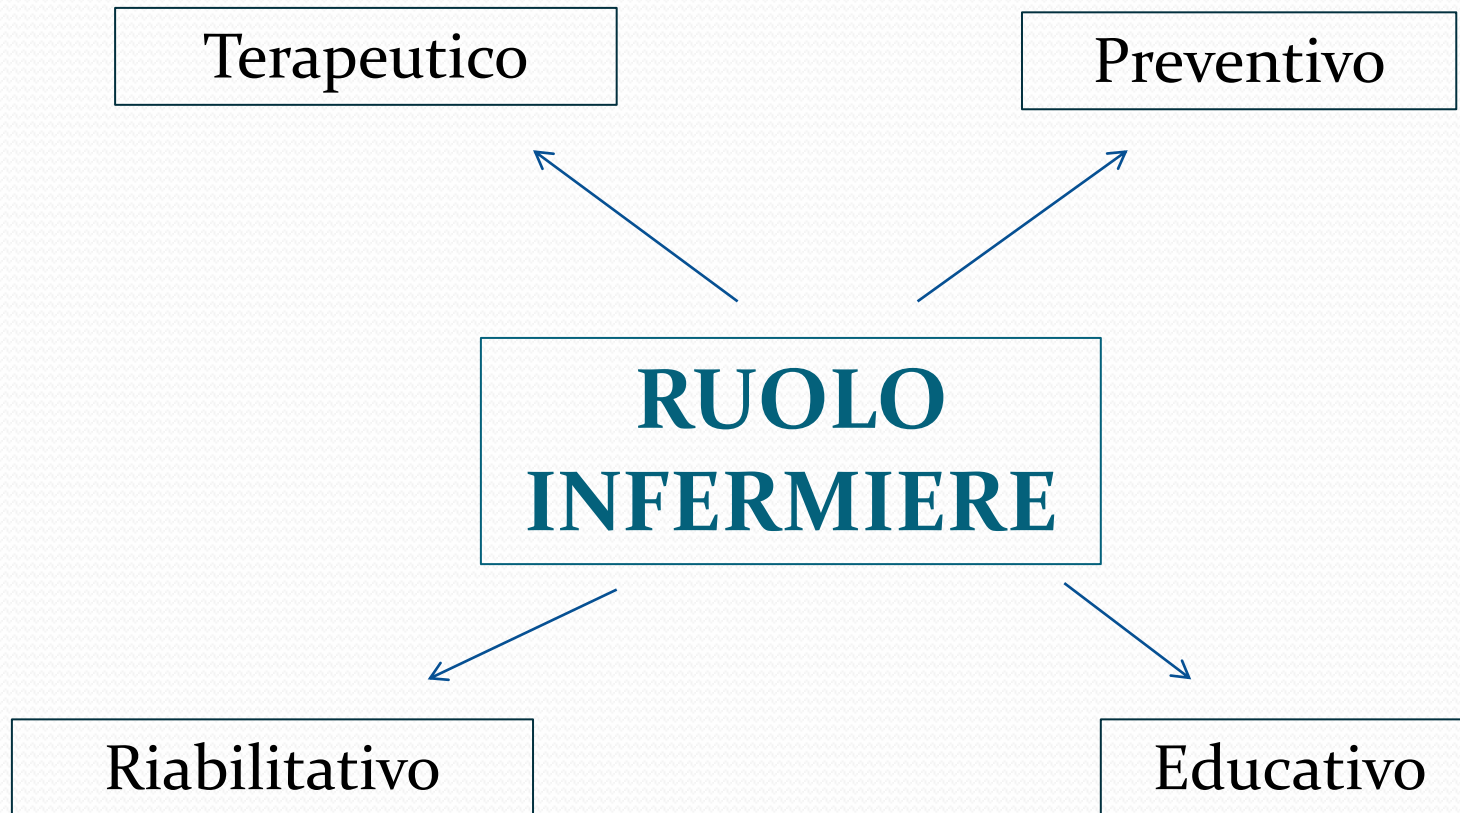 Terapeutico
Preventivo
RUOLO
INFERMIERE
Riabilitativo
Educativo